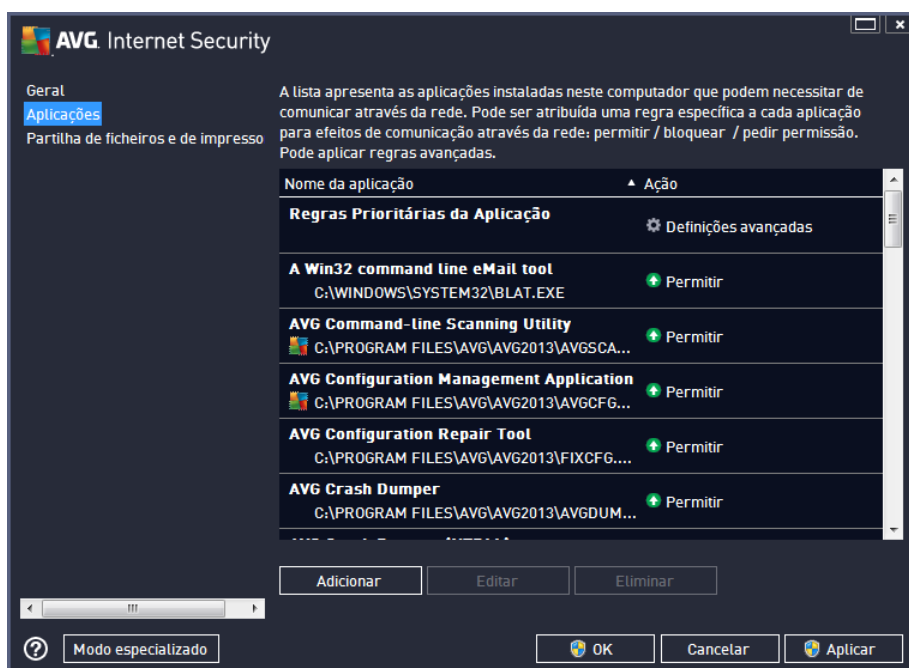 AVG. Internet Security
Geral
Aplicações
Partilha de ficheiros e de impresso
A lista apresenta as aplicações instaladas neste computador que podem necessitar de
comunicar através da rede. Pode ser atribuída uma regra específica a cada aplicação
para efeitos de comunicação através da rede: permitir / bloquear / pedir permissão.
Pode aplicar regras avançadas.
Nome da aplicação Ação
Regras Prioritárias da Aplicação
Definições avançadas
A Win32 command line eMail tool
C:\WINDOWS\SYSTEM32\BLAT.EXE
Permitir
AVG Command-line Scanning Utility
C:\PROGRAM FILES\AVG\AVG2013\AVGSCA...
Permitir
AVG Configuration Management Application
C:\PROGRAM FILES\AVG\AVG2013\AVGCFG...
Permitir
AVG Configuration Repair Tool
C:\PROGRAM FILES\AVG\AVG2013\FIXCFG....
Permitir
AVG Crash Dumper
C:\PROGRAM FILES\AVG\AVG2013\AVGDUM...
Permitir
Adicionar Editar Eliminar
? Modo especializado OK Cancelar Aplicar